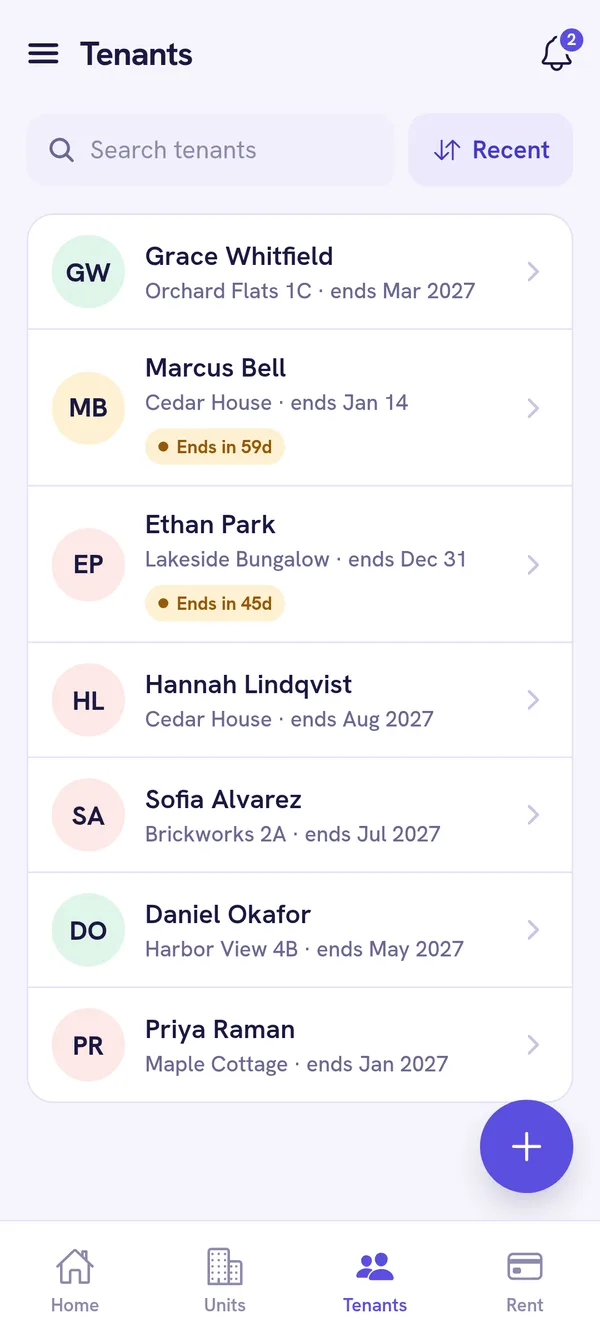 Tenants
2
Search tenants
Recent
GW
Grace Whitfield
Orchard Flats 1C · ends Mar 2027
MB
Marcus Bell
Cedar House · ends Jan 14
Ends in 59d
EP
Ethan Park
Lakeside Bungalow · ends Dec 31
Ends in 45d
HL
Hannah Lindqvist
Cedar House · ends Aug 2027
SA
Sofia Alvarez
Brickworks 2A · ends Jul 2027
DO
Daniel Okafor
Harbor View 4B · ends May 2027
PR
Priya Raman
Maple Cottage · ends Jan 2027
Home
Units
Tenants
Rent